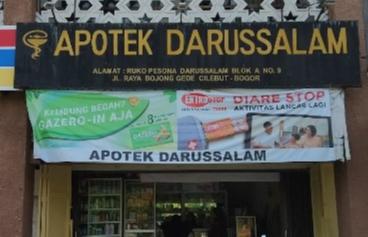 APOTEK DARUSSALAM
ALAMAT : RUKO PESONA DARUSSALAM BLOK A NO. 9
JL. RAYA BOJONG GEDE CILEBUT - BOGOR
KEMBUNG BEGAH?
GAZERO-IN AJA
DIARE STOP
AKTIVITAS LANCAR LAGI
APOTEK DARUSSALAM